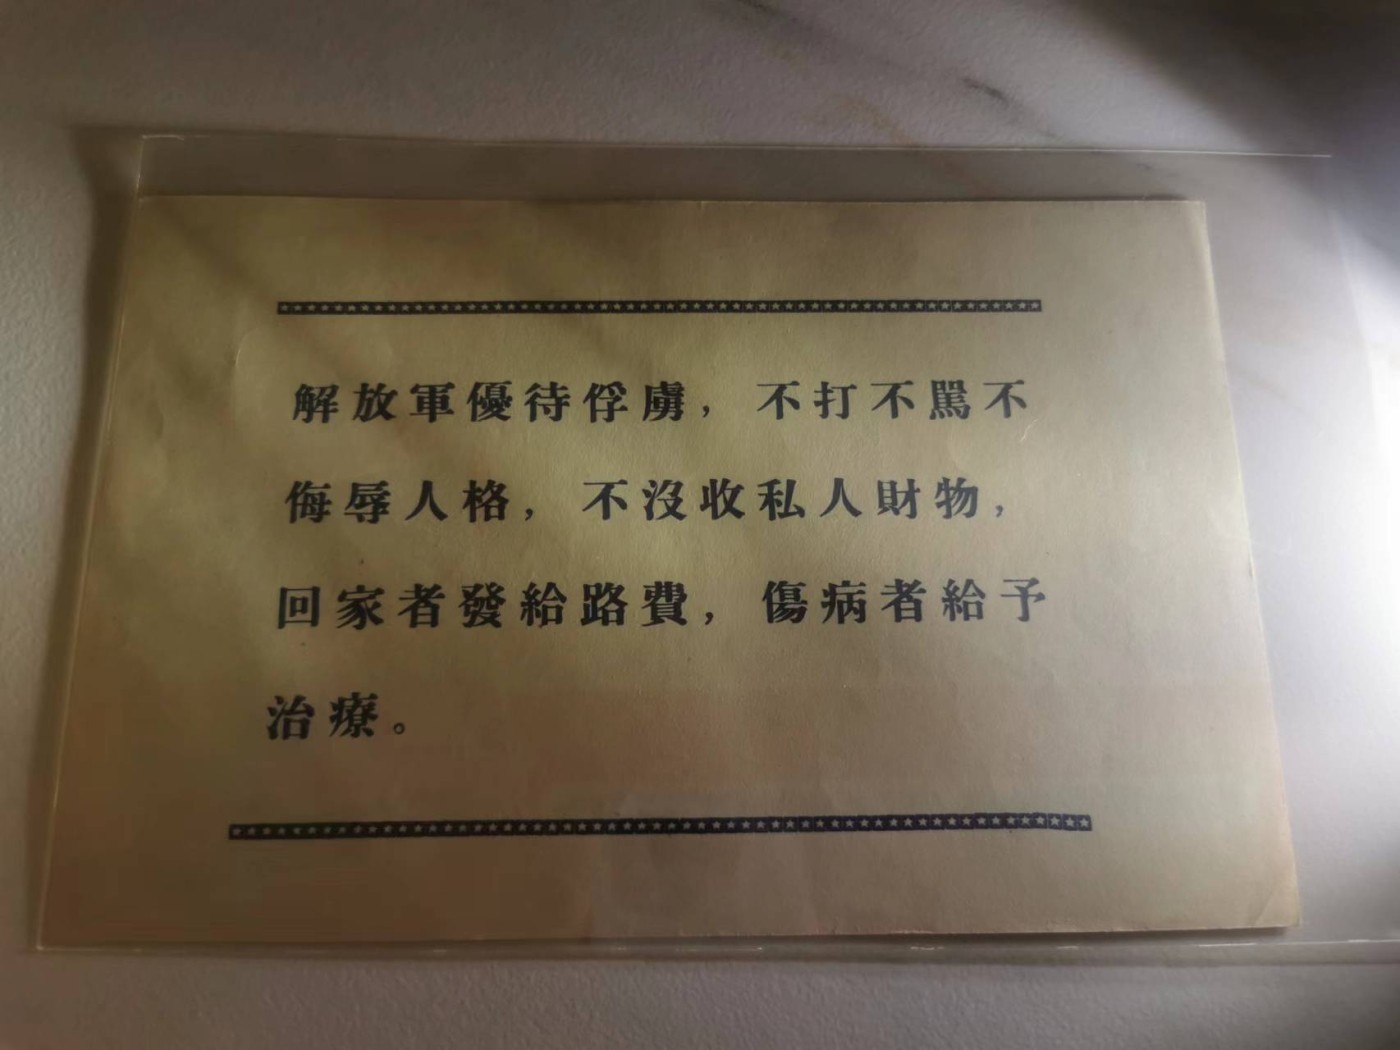 解放軍優待俘虜，不打不罵不
侮辱人格，不沒收私人財物，
回家者發給路費，傷病者給予
治療。